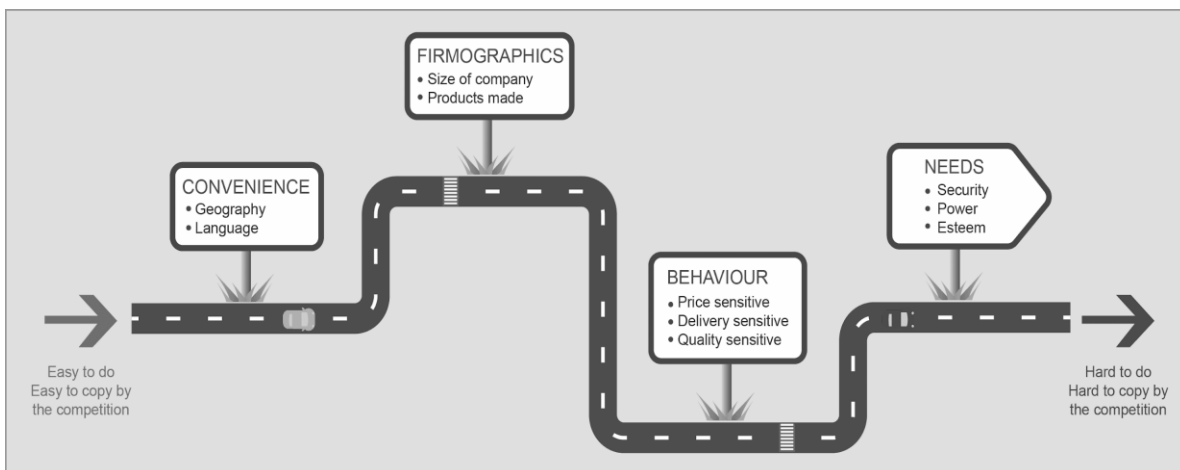 FIRMOGRAPHICS
• Size of company
• Products made
CONVENIENCE
• Geography
• Language
NEEDS
• Security
• Power
• Esteem
BEHAVIOUR
• Price sensitive
• Delivery sensitive
• Quality sensitive
Easy to do
Easy to copy by
the competition
Hard to do
Hard to copy by
the competition